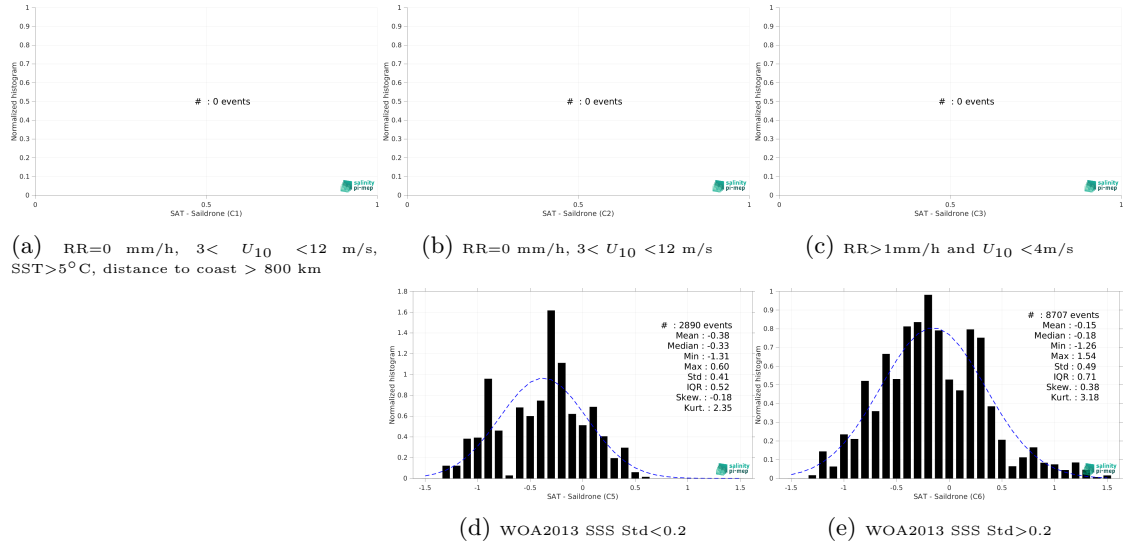 1
0.9
0.8
0.7
0.6
0.5
0.4
0.3
0.2
0.1
0
Normalized histogram
# : 0 events
salinity
pi-mep
0 0.5 1
SAT - Saildrone (C1)
(a) RR=0 mm/h, 3< U10 <12 m/s,
SST>5°C, distance to coast > 800 km
1
0.9
0.8
0.7
0.6
0.5
0.4
0.3
0.2
0.1
0
Normalized histogram
# : 0 events
salinity
pi-mep
0 0.5 1
SAT - Saildrone (C2)
(b) RR=0 mm/h, 3< U10 <12 m/s
1
0.9
0.8
0.7
0.6
0.5
0.4
0.3
0.2
0.1
0
Normalized histogram
# : 0 events
salinity
pi-mep
0 0.5 1
SAT - Saildrone (C3)
(c) RR>1mm/h and U10 <4m/s
1.8
1.6
1.4
1.2
1
0.8
0.6
0.4
0.2
0
Normalized histogram
# : 2890 events
Mean : -0.38
Median : -0.33
Min : -1.31
Max : 0.60
Std : 0.41
IQR : 0.52
Skew. : -0.18
Kurt. : 2.35
salinity
pi-mep
-1.5 -1 -0.5 0 0.5 1 1.5
SAT - Saildrone (C5)
(d) WOA2013 SSS Std<0.2
1
0.9
0.8
0.7
0.6
0.5
0.4
0.3
0.2
0.1
0
Normalized histogram
# : 8707 events
Mean : -0.15
Median : -0.18
Min : -1.26
Max : 1.54
Std : 0.49
IQR : 0.71
Skew. : 0.38
Kurt. : 3.18
salinity
pi-mep
-1.5 -1 -0.5 0 0.5 1 1.5
SAT - Saildrone (C6)
(e) WOA2013 SSS Std>0.2